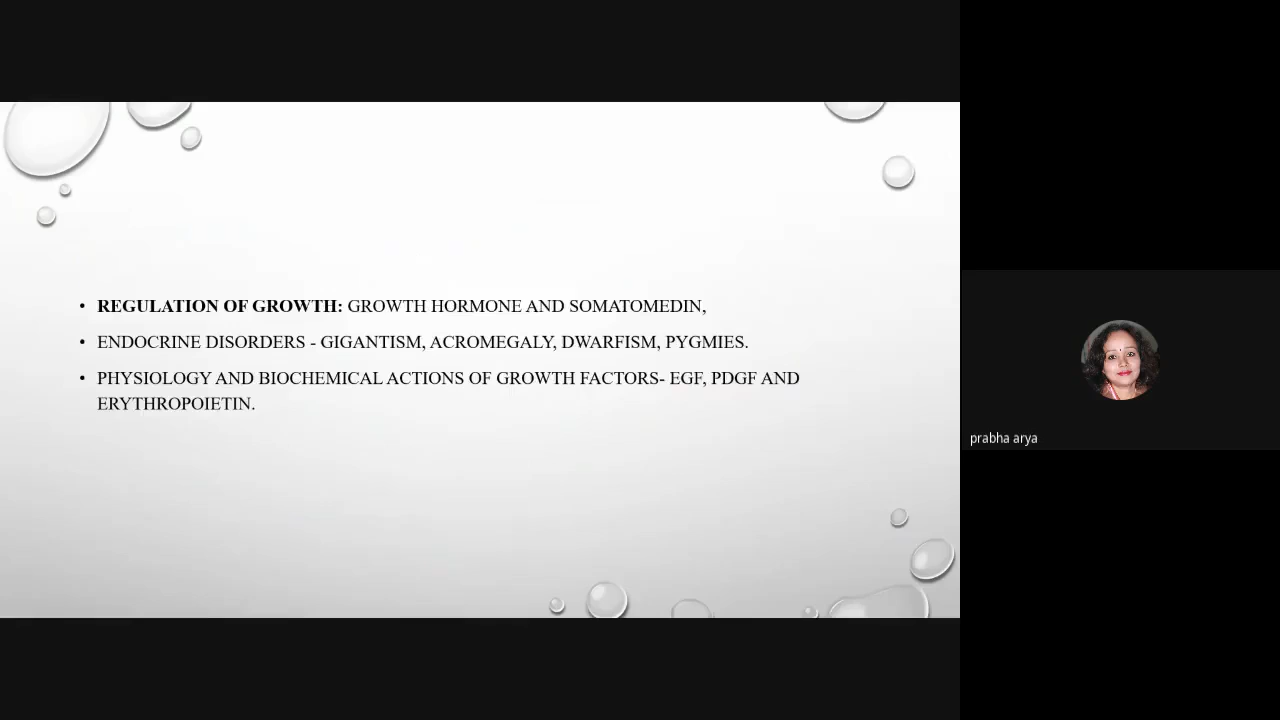 • REGULATION OF GROWTH: GROWTH HORMONE AND SOMATOMEDIN,
• ENDOCRINE DISORDERS - GIGANTISM, ACROMEGALY, DWARFISM, PYGMIES.
• PHYSIOLOGY AND BIOCHEMICAL ACTIONS OF GROWTH FACTORS- EGF, PDGF AND
ERYTHROPOIETIN.
prabha arya